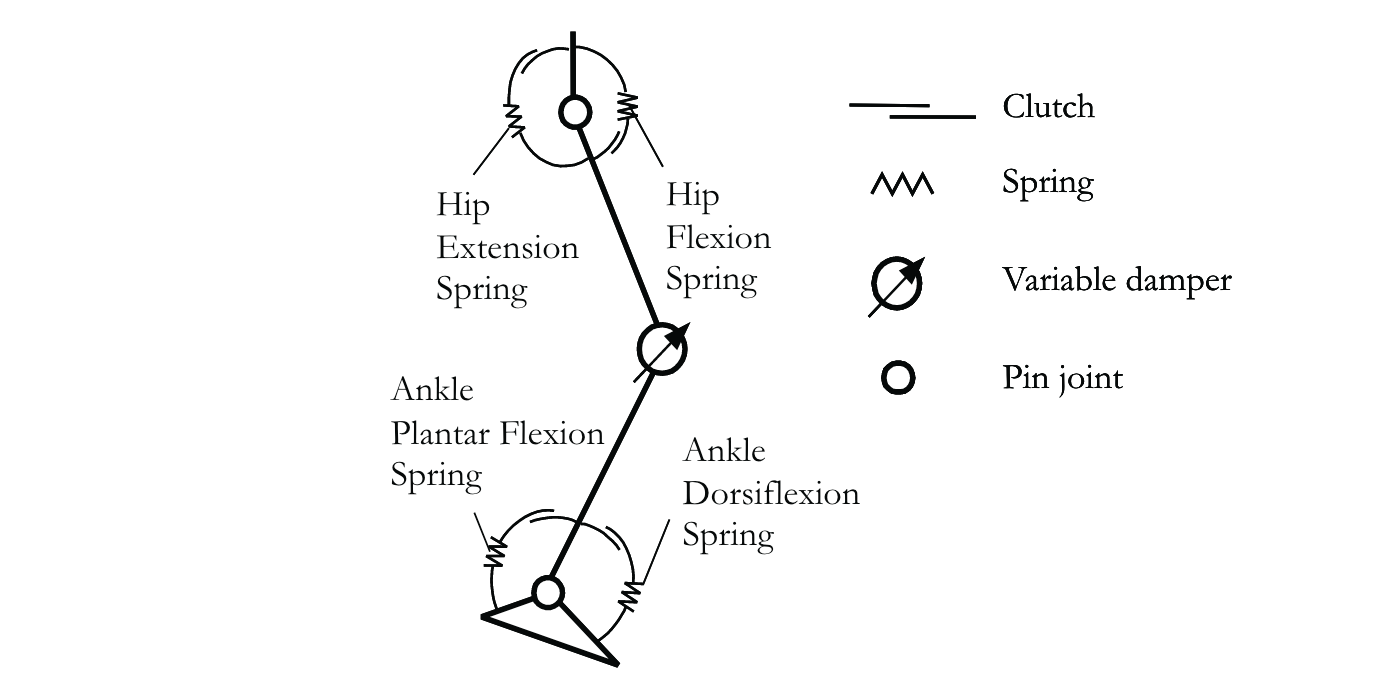 Hip
Extension
Spring
Hip
Flexion
Spring
Ankle
Plantar Flexion
Spring
Ankle
Dorsiflexion
Spring
Clutch
Spring
Variable damper
Pin joint